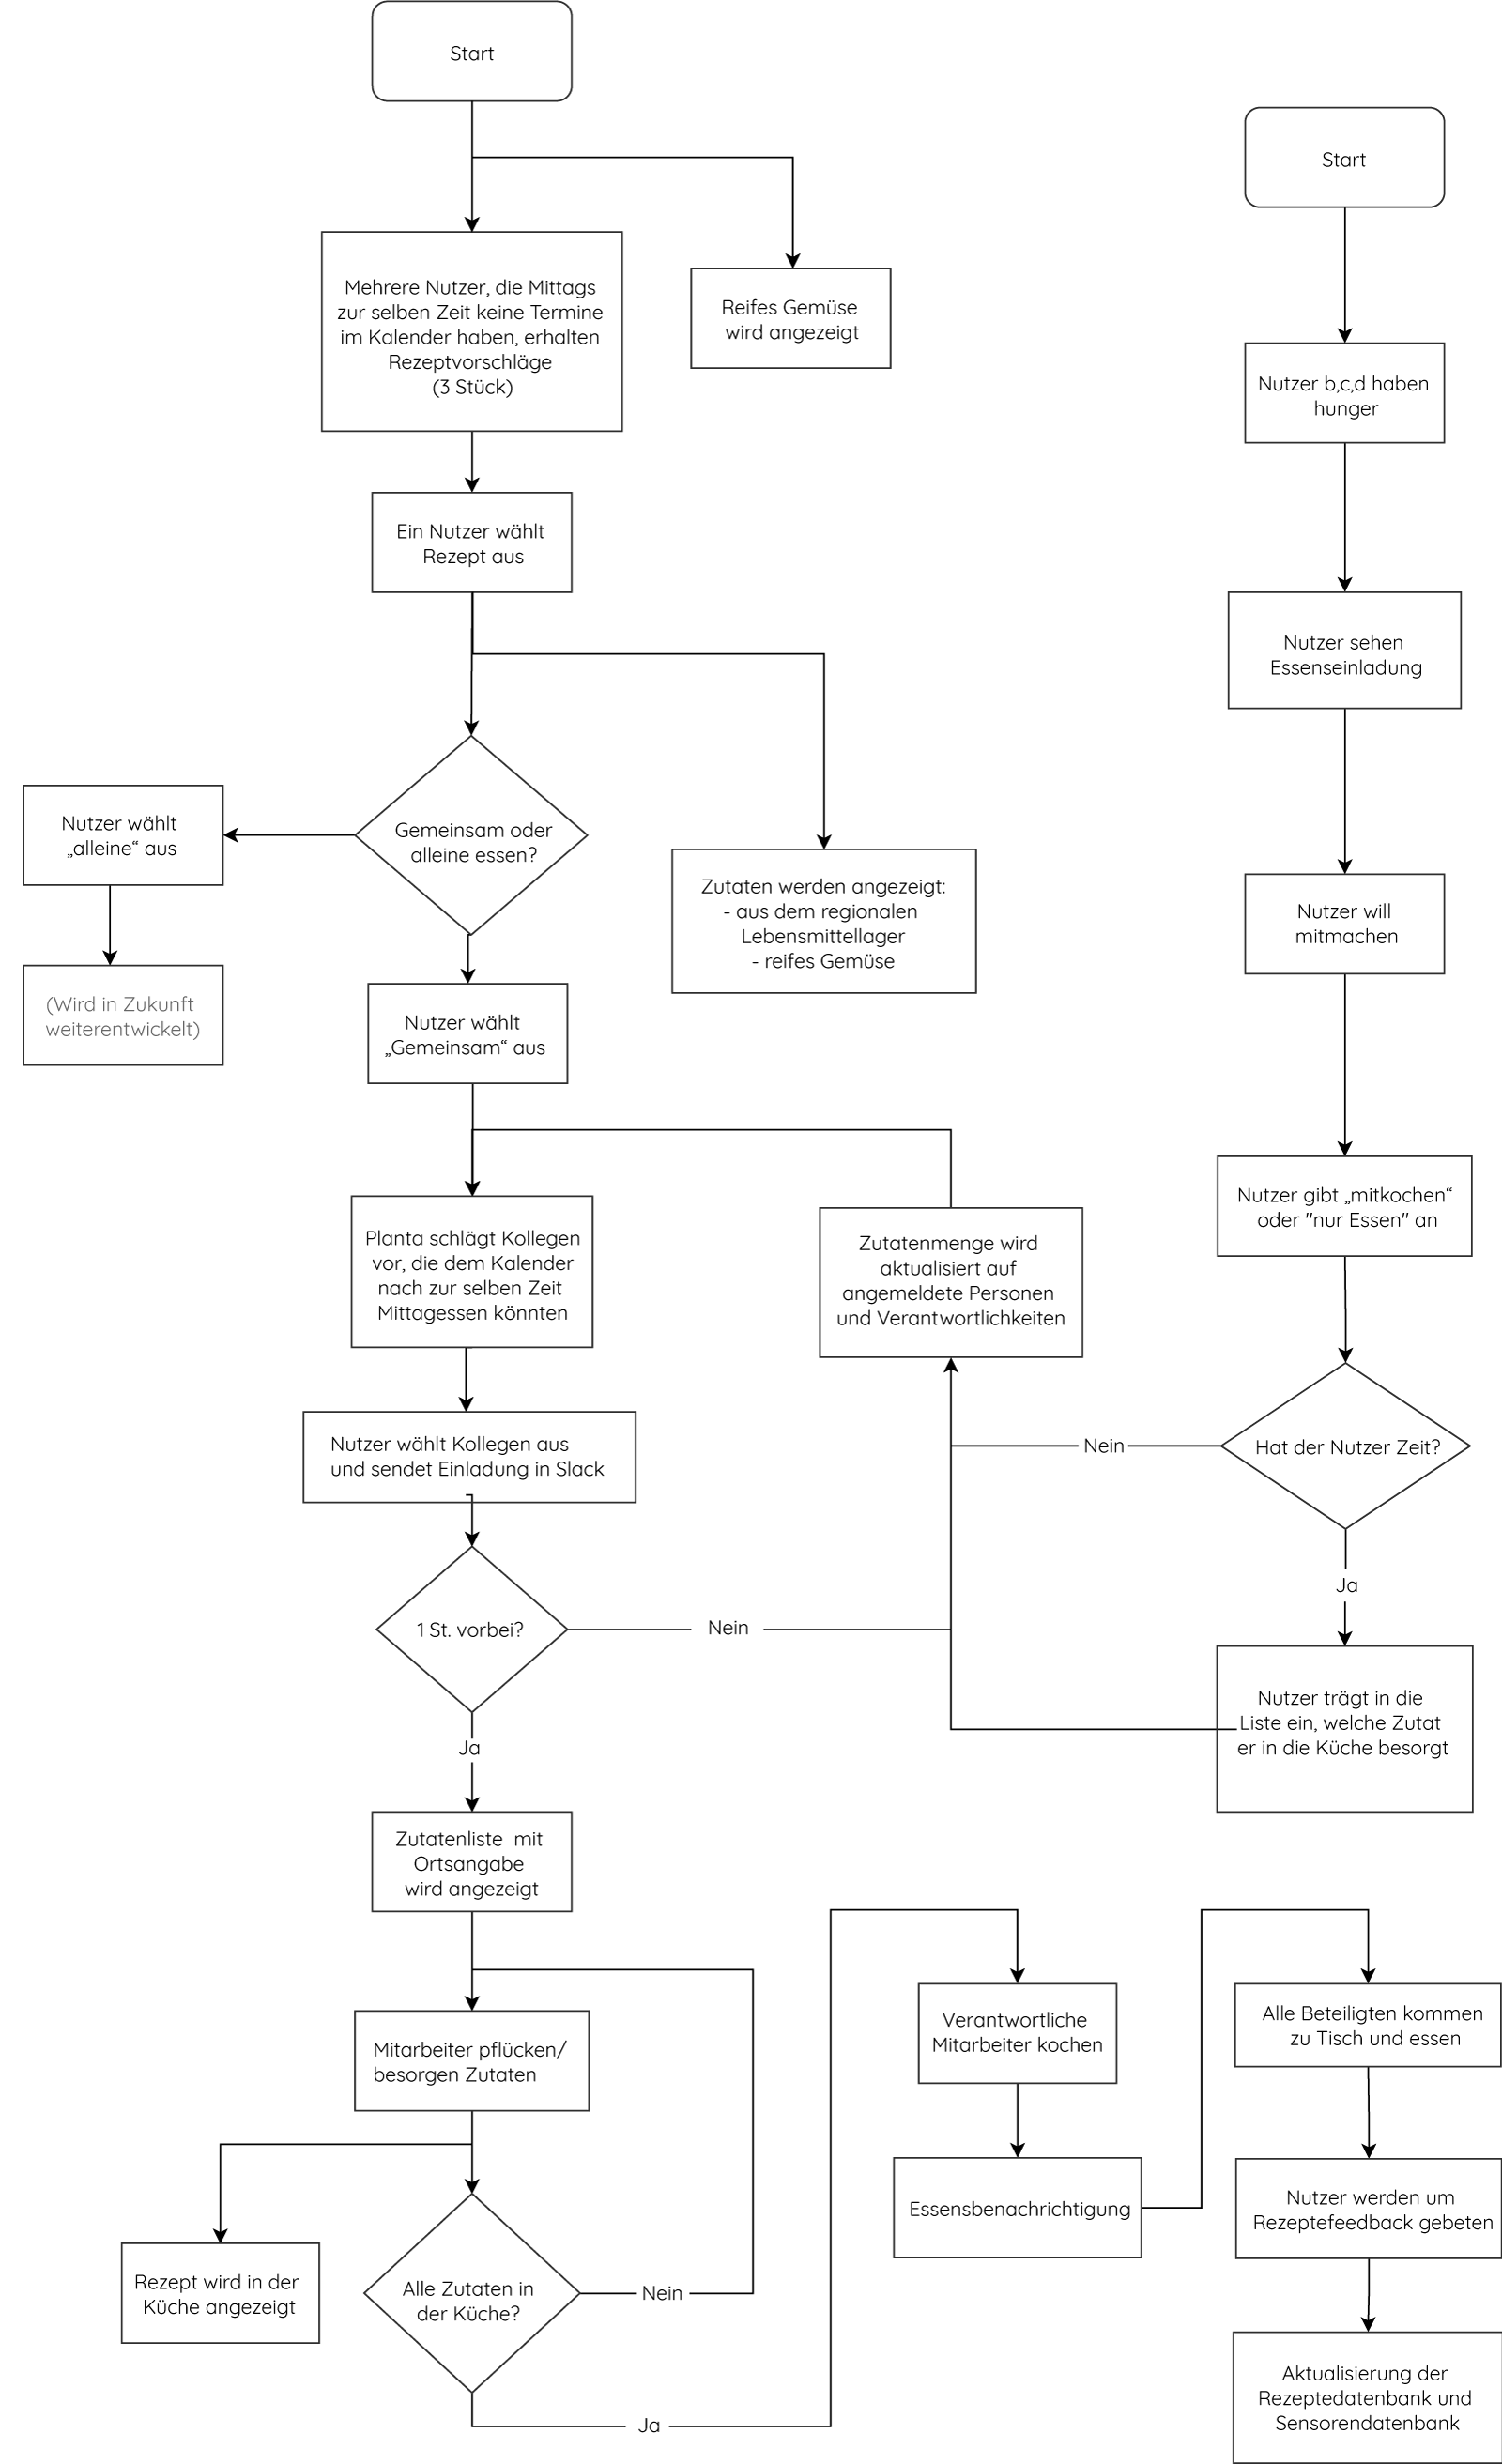 Start
Start
Mehrere Nutzer, die Mittags
zur selben Zeit keine Termine
im Kalender haben, erhalten
Rezeptvorschläge
(3 Stück)
Reifes Gemüse
wird angezeigt
Nutzer b,c,d haben
hunger
Ein Nutzer wählt
Rezept aus
Nutzer sehen
Essenseinladung
Nutzer wählt
„alleine“ aus
Gemeinsam oder
alleine essen?
Zutaten werden angezeigt:
- aus dem regionalen
Lebensmittellager
- reifes Gemüse
Nutzer will
mitmachen
(Wird in Zukunft
weiterentwickelt)
Nutzer wählt
„Gemeinsam“ aus
Nutzer gibt „mitkochen“
oder "nur Essen" an
Planta schlägt Kollegen
vor, die dem Kalender
nach zur selben Zeit
Mittagessen könnten
Zutatenmenge wird
aktualisiert auf
angemeldete Personen
und Verantwortlichkeiten
Nutzer wählt Kollegen aus
und sendet Einladung in Slack
Nein
Hat der Nutzer Zeit?
Ja
1 St. vorbei?
Nein
Nutzer trägt in die
Liste ein, welche Zutat
er in die Küche besorgt
Ja
Zutatenliste mit
Ortsangabe
wird angezeigt
Mitarbeiter pflücken/
besorgen Zutaten
Verantwortliche
Mitarbeiter kochen
Alle Beteiligten kommen
zu Tisch und essen
Essensbenachrichtigung
Nutzer werden um
Rezeptefeedback gebeten
Rezept wird in der
Küche angezeigt
Alle Zutaten in
der Küche?
Nein
Aktualisierung der
Rezeptedatenbank und
Sensorendatenbank
Ja